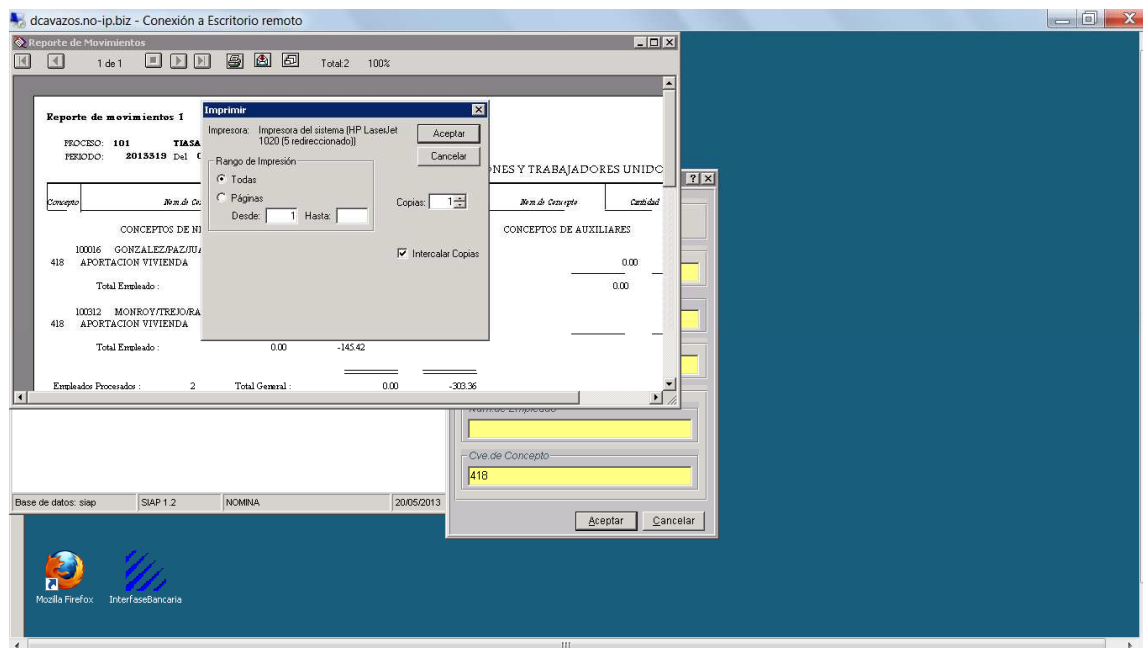 dcavazos.no-ip.biz - Conexión a Escritorio remoto
Reporte de Movimientos
1 de 1 Total:2 100%
Reporte de movimientos 1
PROCESO: 101 TIASA
PERIODO: 2013319 Del
NES Y TRABAJADORES UNIDO
Concepto Nom de Concepto Cantidad
CONCEPTOS DE AUXILIARES
CONCEPTOS DE
100016 GONZALEZ/PAZ/JUA
418 APORTACION VIVIENDA 0.00
Total Empleado : 0.00
100312 MONROY/TREJO/RA
418 APORTACION VIVIENDA
Total Empleado : 0.00 -145.42
Empleados Procesados : 2 Total General : 0.00 -303.36
Imprimir
Impresora: Impresora del sistema (HP LaserJet
1020 (5 redireccionado))
Aceptar
Cancelar
Rango de Impresión
Todas
Páginas
Desde: 1 Hasta:
Copias: 1
Intercalar Copias
Num.de Empleado
Cve.de Concepto
418
Aceptar Cancelar
Base de datos: siap SIAP 1.2 NOMINA 20/05/2013
Mozilla Firefox InterfaseBancaria